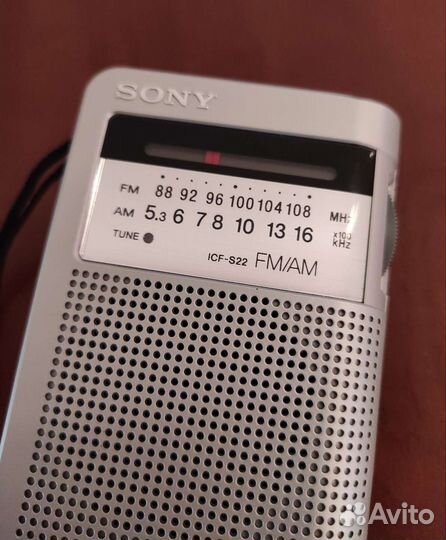 SONY
FM 88 92 96 100 104 108 MHz
AM 5.3 6 7 8 10 13 16 x100 kHz
TUNE
ICF-S22 FM/AM
Avito